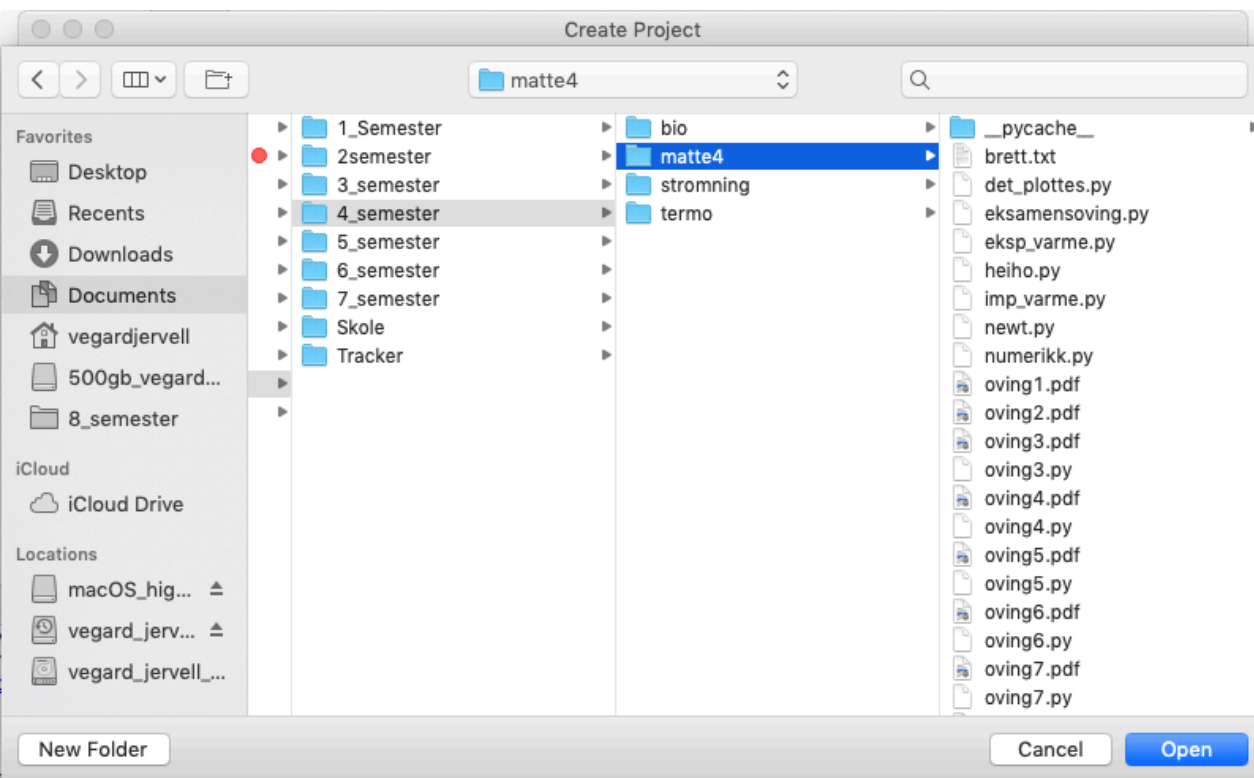 Create Project
matte4
Favorites
Desktop
Recents
Downloads
Documents
vegardjervell
500gb_vegard...
8_semester
iCloud
iCloud Drive
Locations
macOS_hig...
vegard_jerv...
vegard_jervell_...
1_Semester
2semester
3_semester
4_semester
5_semester
6_semester
7_semester
Skole
Tracker
bio
matte4
stromning
termo
__pycache__
brett.txt
det_plottes.py
eksamensoving.py
eksp_varme.py
heiho.py
imp_varme.py
newt.py
numerikk.py
oving1.pdf
oving2.pdf
oving3.pdf
oving3.py
oving4.pdf
oving4.py
oving5.pdf
oving5.py
oving6.pdf
oving6.py
oving7.pdf
oving7.py
New Folder
Cancel
Open